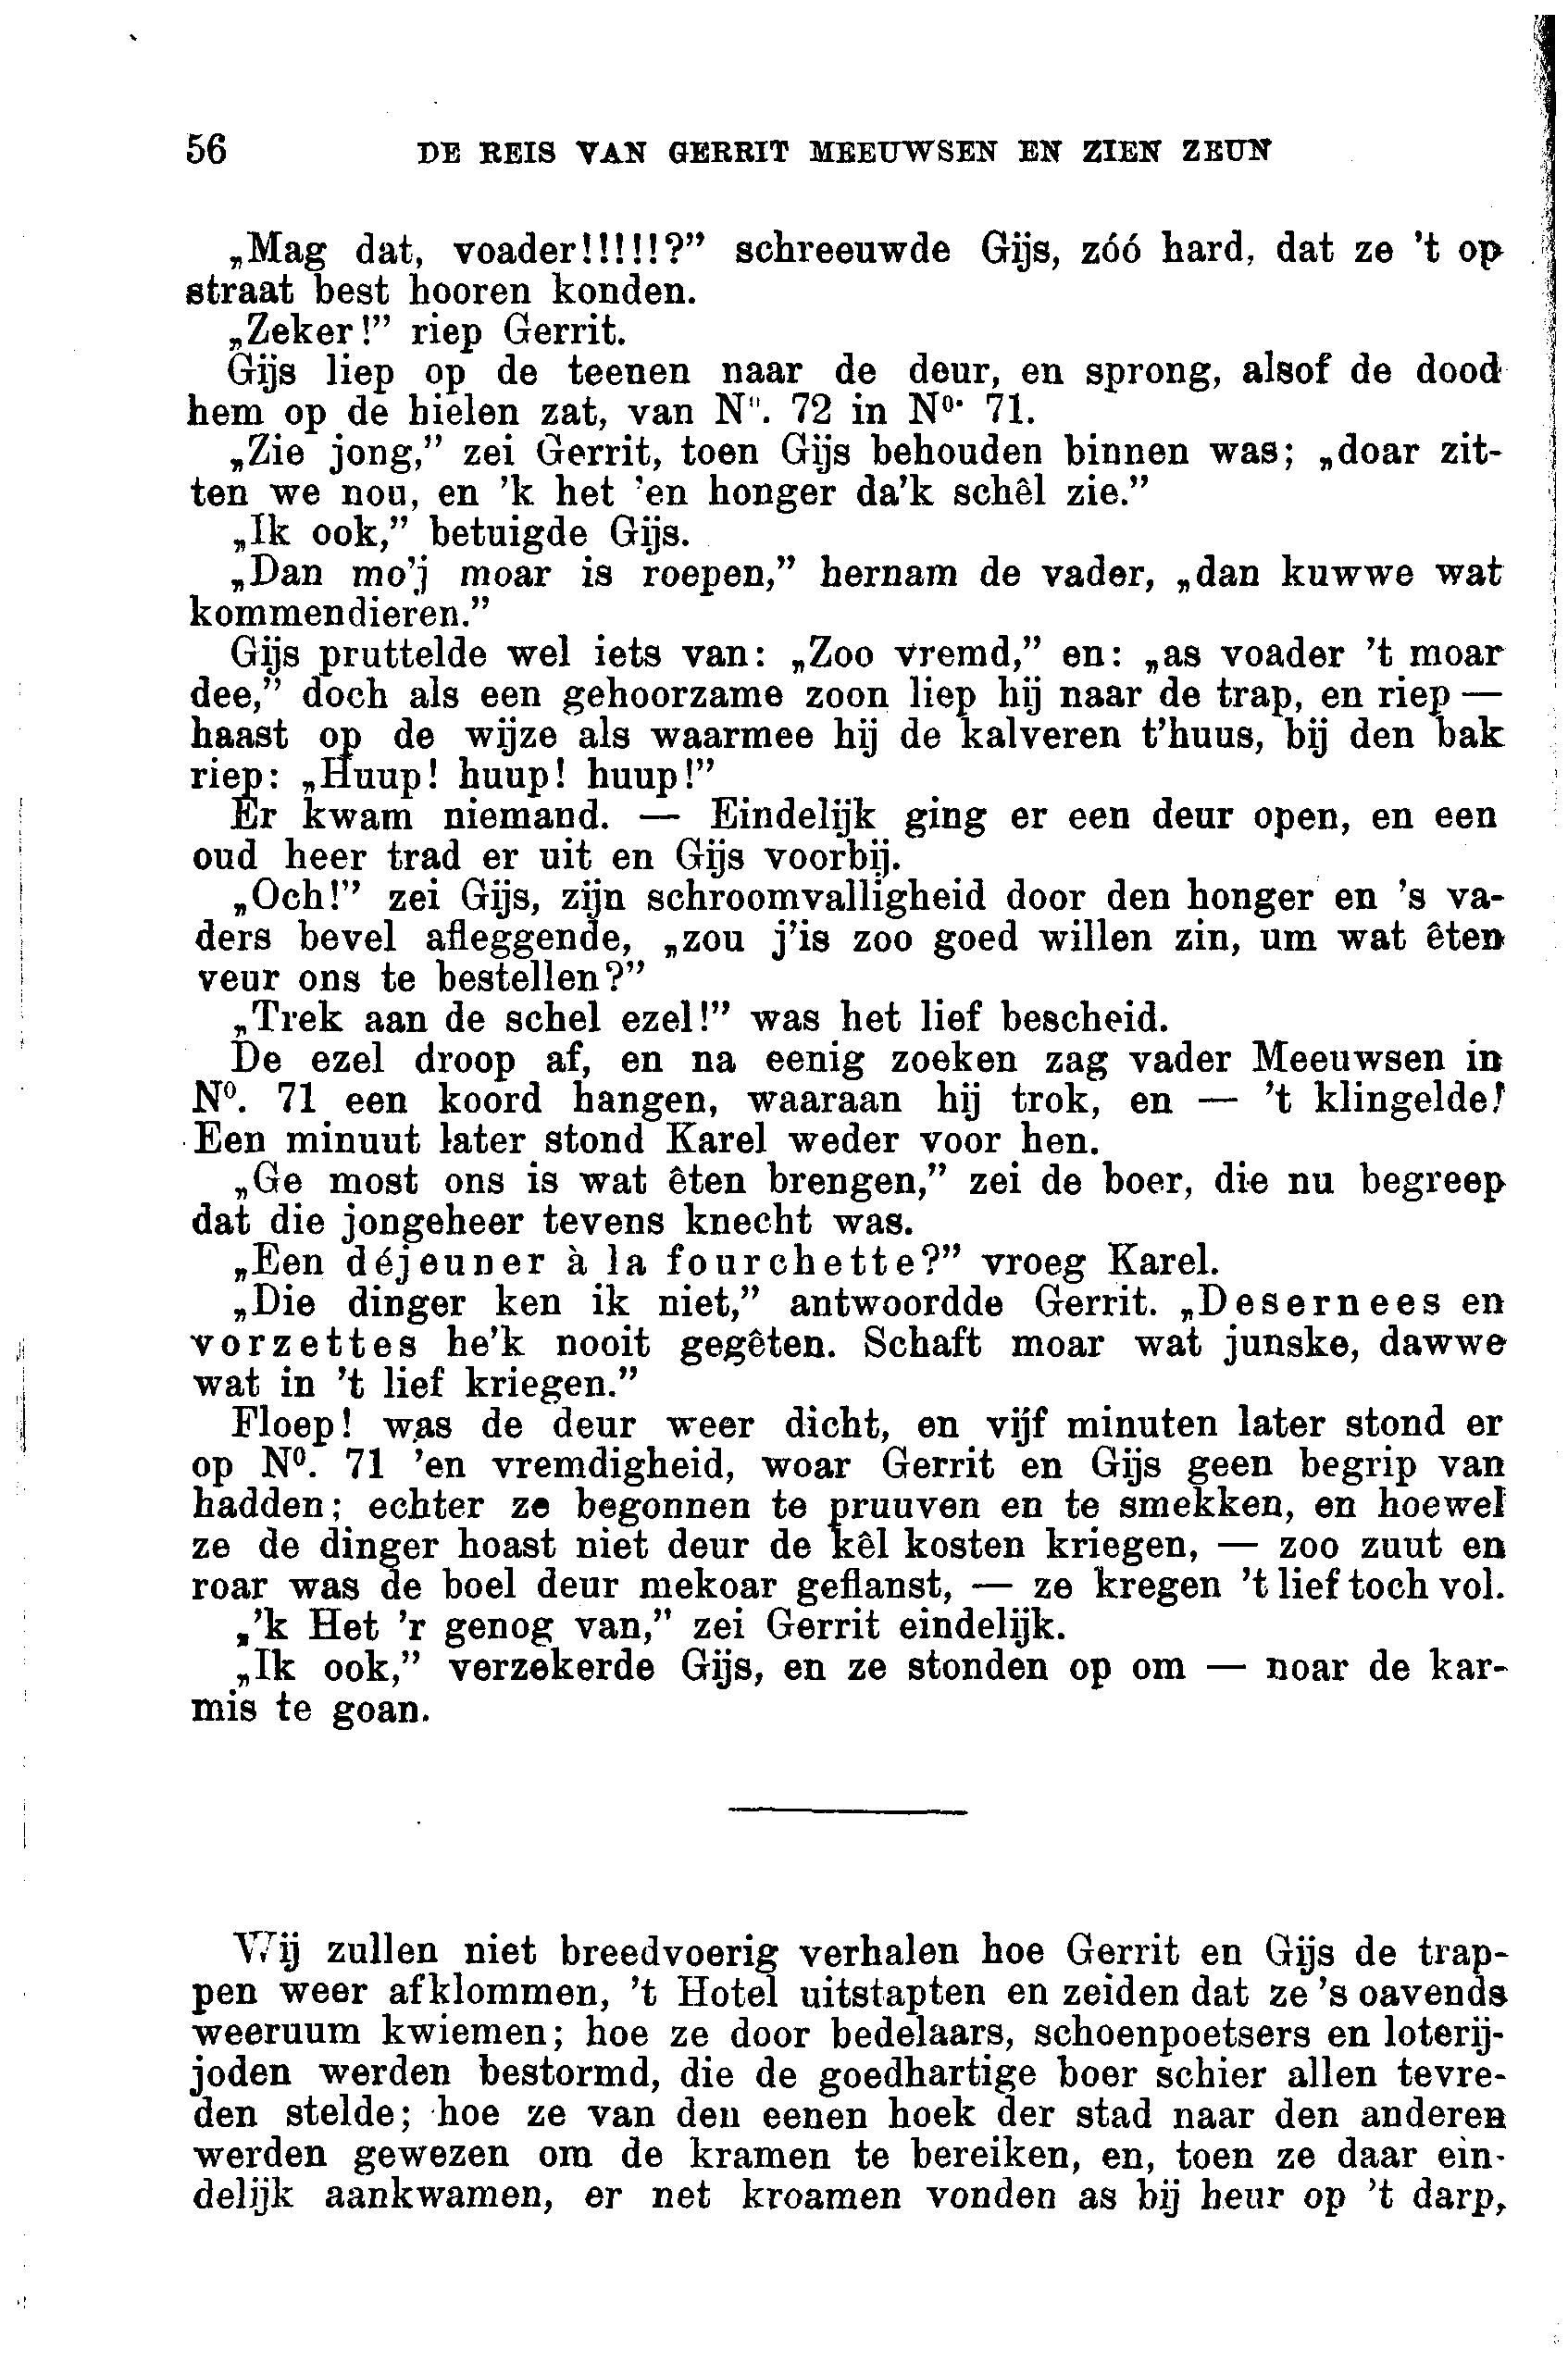 56 DE REIS VAN GERRIT MEEUWSEN EN ZIEN ZEUN
„Mag dat, voader!!!!!?” schreeuwde Gijs, zóó hard, dat ze ’t op
straat best hooren konden.
„Zeker!” riep Gerrit.
Gijs liep op de teenen naar de deur, en sprong, alsof de dood
hem op de hielen zat, van N°. 72 in N°· 71.
„Zie jong,” zei Gerrit, toen Gijs behouden binnen was; „doar zit-
ten we nou, en ’k het ’en honger da’k schêl zie.”
„Ik ook,” betuigde Gijs.
„Dan mo’j moar is roepen,” hernam de vader, „dan kuwwe wat
kommendieren.”
Gijs pruttelde wel iets van: „Zoo vremd,” en: „as voader ’t moar
dee,” doch als een gehoorzame zoon liep hij naar de trap, en riep —
haast op de wijze als waarmee hij de kalveren t’huus, bij den bak
riep: „Huup! huup! huup!”
Er kwam niemand. — Eindelijk ging er een deur open, en een
oud heer trad er uit en Gijs voorbij.
„Och!” zei Gijs, zijn schroomvalligheid door den honger en ’s va-
ders bevel afleggende, „zou j’is zoo goed willen zin, um wat êten
veur ons te bestellen?”
„Trek aan de schel ezel!” was het lief bescheid.
De ezel droop af, en na eenig zoeken zag vader Meeuwsen in
N°. 71 een koord hangen, waaraan hij trok, en — ’t klingelde!
Een minuut later stond Karel weder voor hen.
„Ge most ons is wat êten brengen,” zei de boer, die nu begreep
dat die jongeheer tevens knecht was.
„Een déjeuner à la fourchette?” vroeg Karel.
„Die dinger ken ik niet,” antwoordde Gerrit. „Desernees en
vorzettes he’k nooit gegêten. Schaft moar wat junske, dawwe
wat in ’t lief kriegen.”
Floep! was de deur weer dicht, en vijf minuten later stond er
op N°. 71 ’en vremdigheid, woar Gerrit en Gijs geen begrip van
hadden; echter ze begonnen te pruuven en te smekken, en hoewel
ze de dinger hoast niet deur de kêl kosten kriegen, — zoo zuut en
roar was de boel deur mekoar geflanst, — ze kregen ’t lief toch vol.
„’k Het ’r genog van,” zei Gerrit eindelijk.
„Ik ook,” verzekerde Gijs, en ze stonden op om — noar de kar-
mis te goan.
Wij zullen niet breedvoerig verhalen hoe Gerrit en Gijs de trap-
pen weer afklommen, ’t Hotel uitstapten en zeiden dat ze ’s oavends
weeruum kwiemen; hoe ze door bedelaars, schoenpoetsers en loterij-
joden werden bestormd, die de goedhartige boer schier allen tevre-
den stelde; hoe ze van den eenen hoek der stad naar den anderen
werden gewezen om de kramen te bereiken, en, toen ze daar ein-
delijk aankwamen, er net kroamen vonden as bij heur op ’t darp,